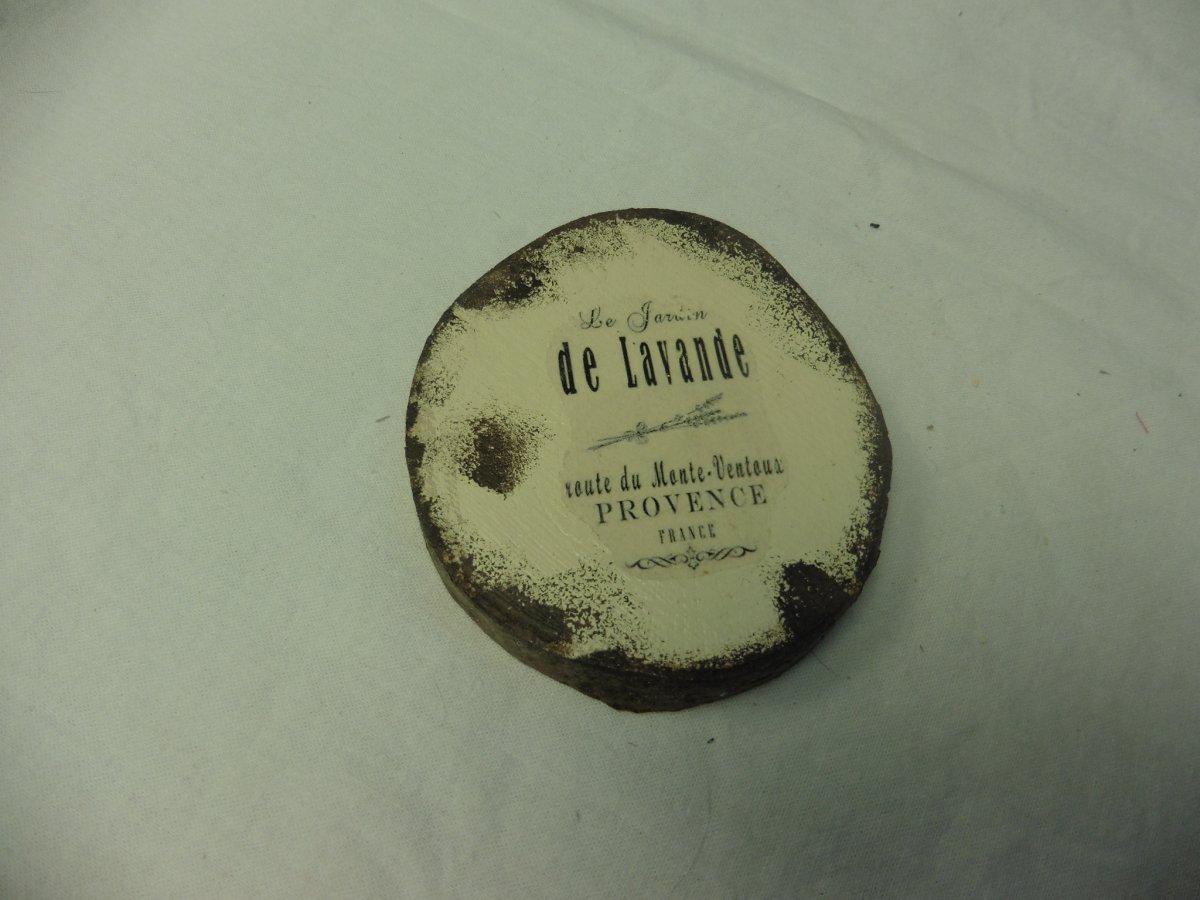 Le Jardin
de Lavande
route du Monte-Ventoux
PROVENCE
FRANCE